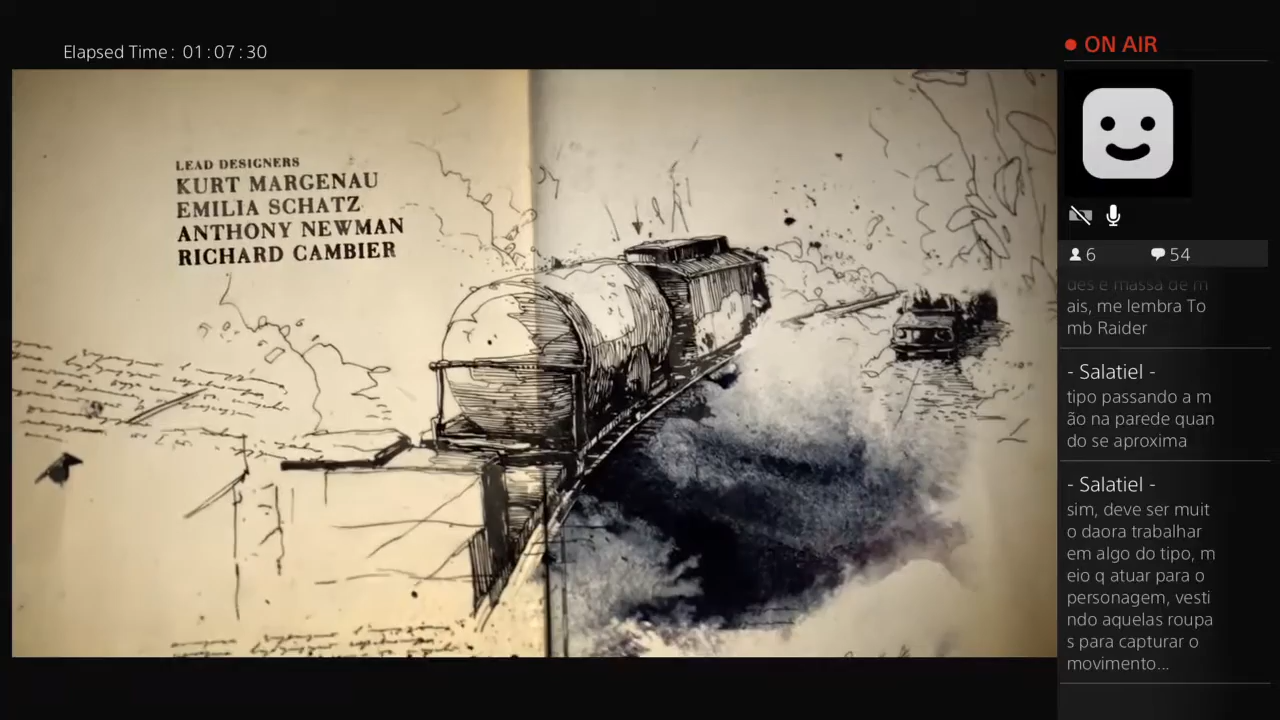 Elapsed Time: 01:07:30
ON AIR
LEAD DESIGNERS
KURT MARGENAU
EMILIA SCHATZ
ANTHONY NEWMAN
RICHARD CAMBIER
6
54
des e massa de m
ais, me lembra To
mb Raider
- Salatiel -
tipo passando a m
ão na parede quan
do se aproxima
- Salatiel -
sim, deve ser muit
o daora trabalhar
em algo do tipo, m
eio q atuar para o
personagem, vesti
ndo aquelas roupa
s para capturar o
movimento...